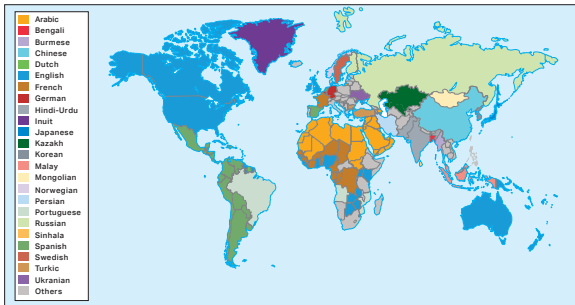 Arabic
Bengali
Burmese
Chinese
Dutch
English
French
German
Hindi-Urdu
Inuit
Japanese
Kazakh
Korean
Malay
Mongolian
Norwegian
Persian
Portuguese
Russian
Sinhala
Spanish
Swedish
Turkic
Ukranian
Others